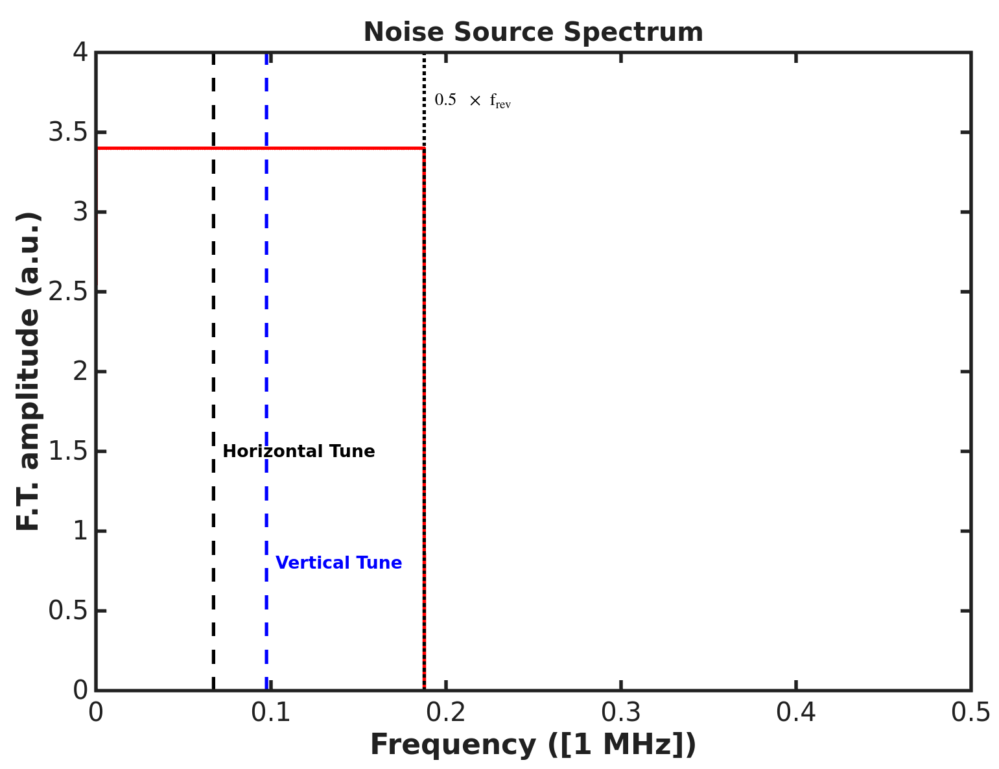 Noise Source Spectrum
4
3.5
3
2.5
2
1.5
1
0.5
0
F.T. amplitude (a.u.)
0.5 × frev
Horizontal Tune
Vertical Tune
0 0.1 0.2 0.3 0.4 0.5
Frequency ([1 MHz])